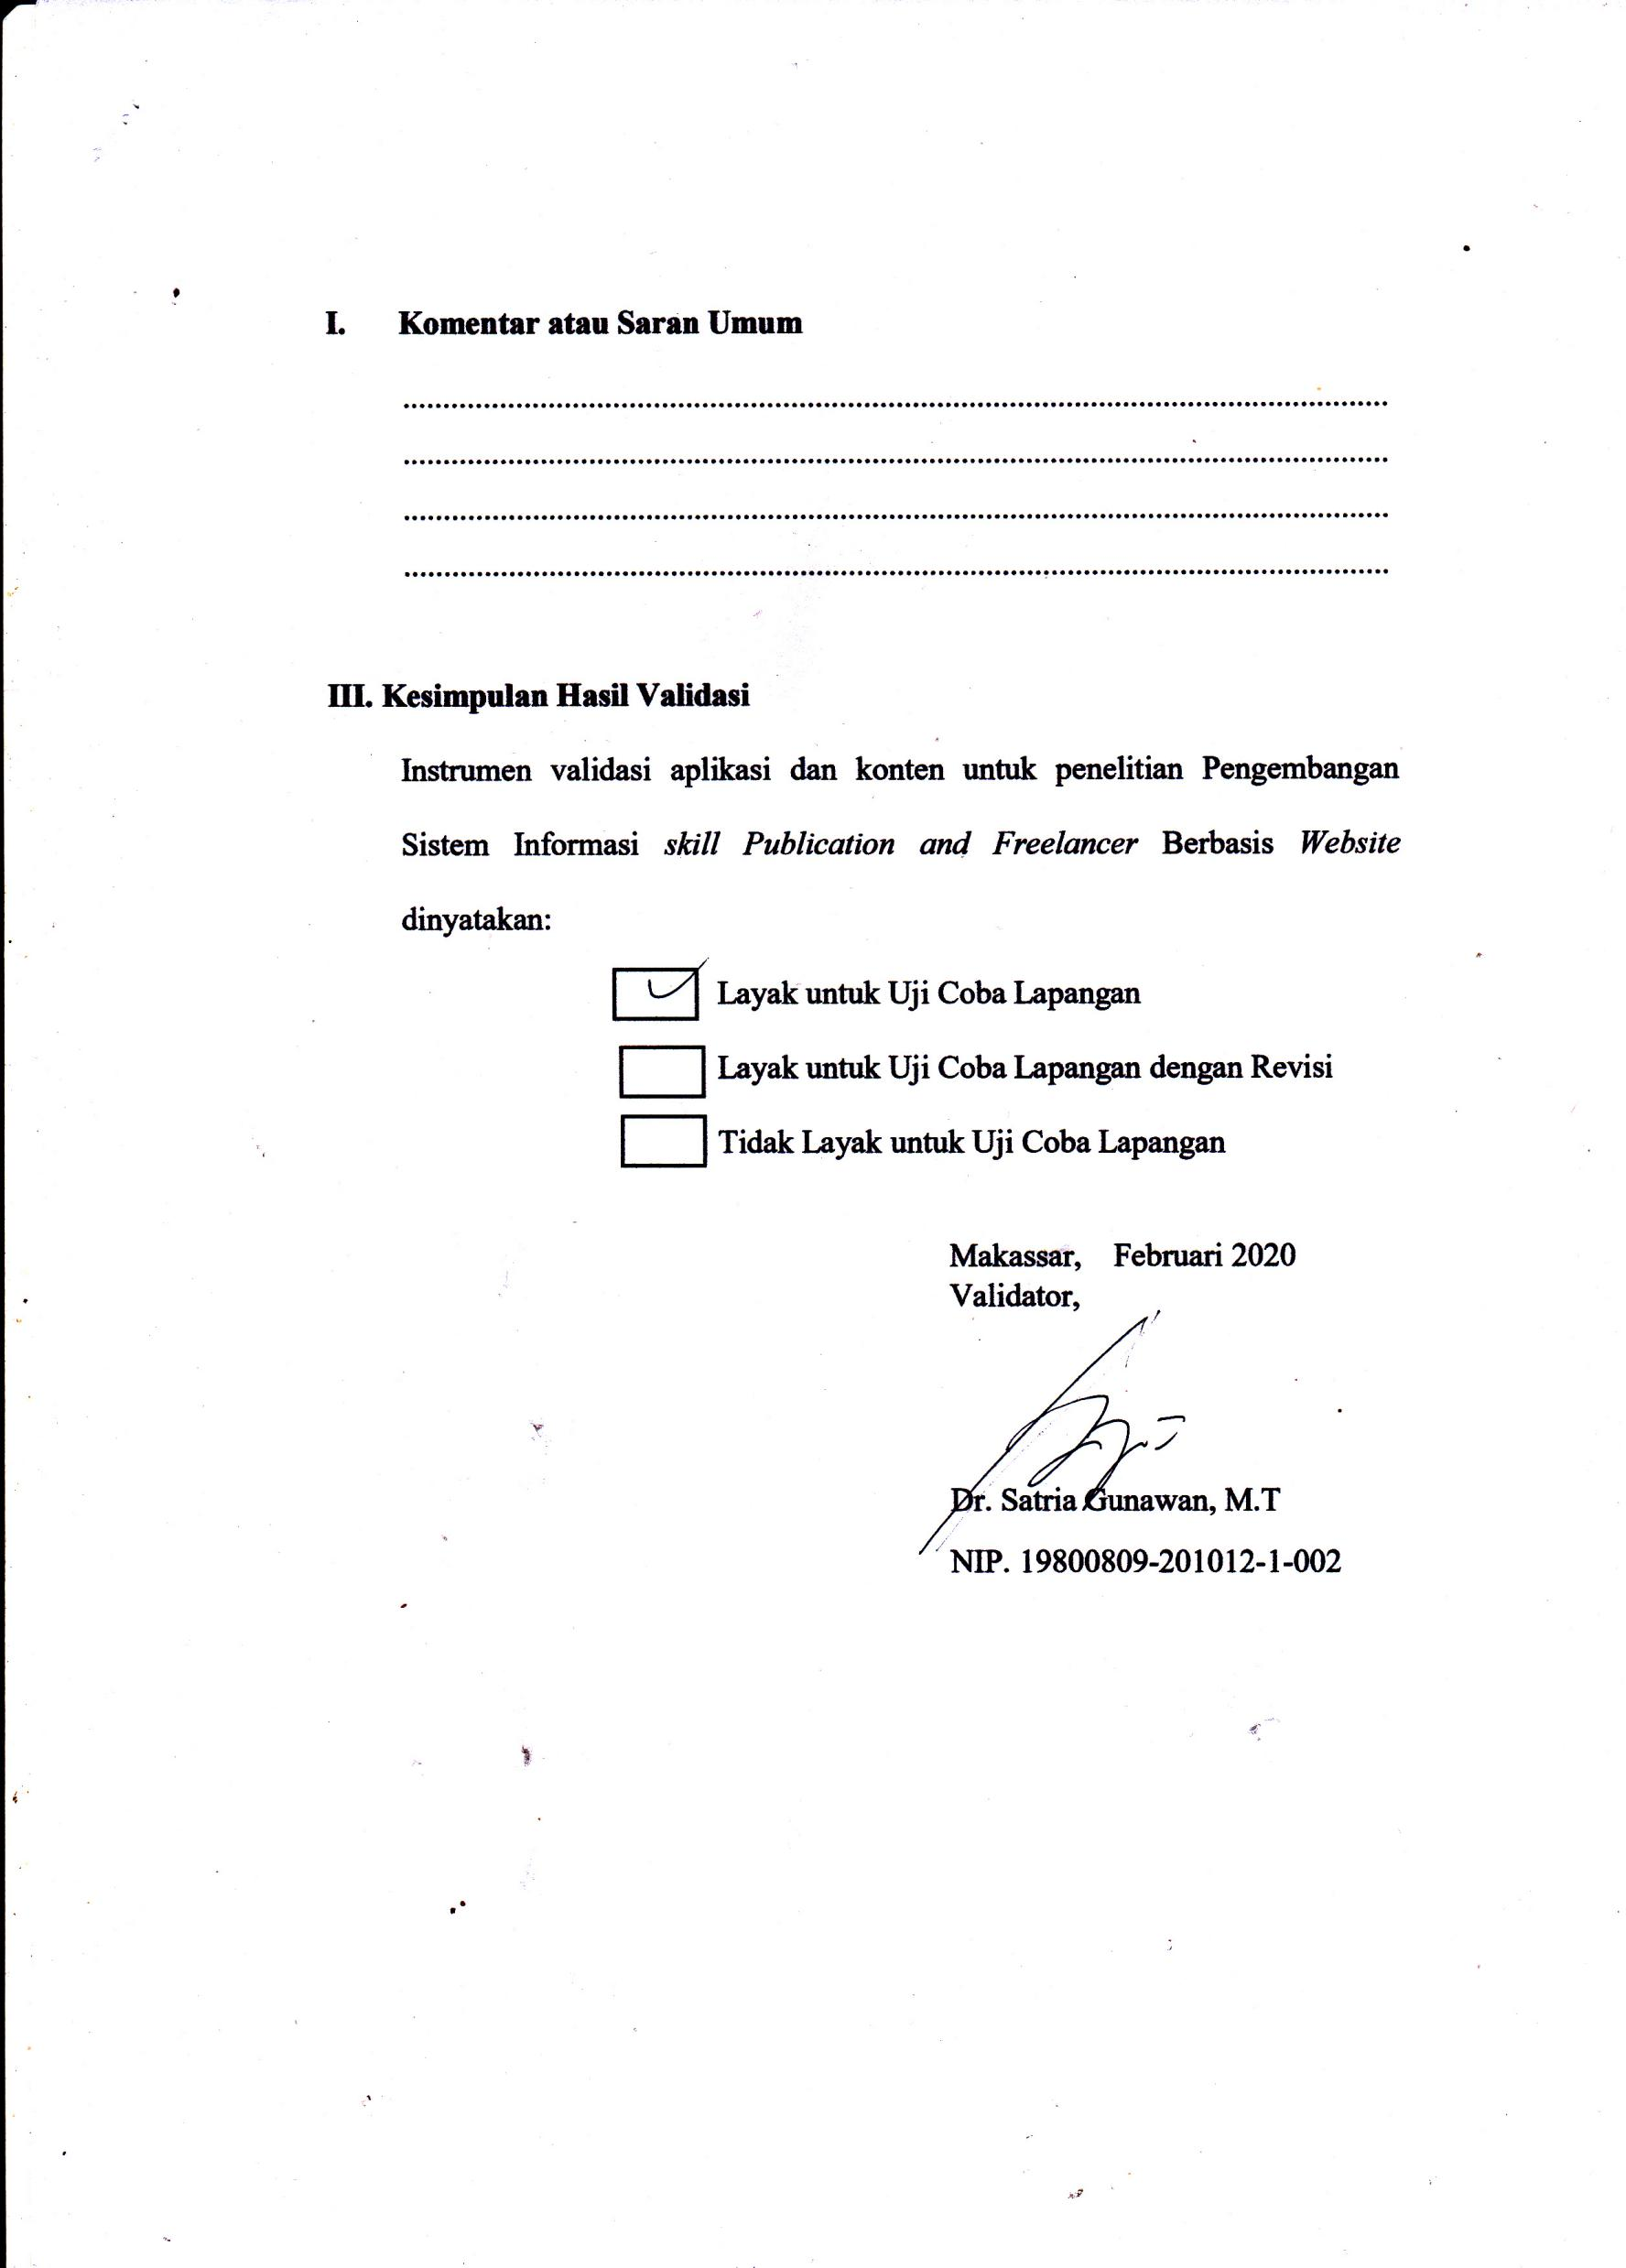 I. Komentar atau Saran Umum
................................................................................
................................................................................
................................................................................
................................................................................
III. Kesimpulan Hasil Validasi
Instrumen validasi aplikasi dan konten untuk penelitian Pengembangan
Sistem Informasi skill Publication and Freelancer Berbasis Website
dinyatakan:
Layak untuk Uji Coba Lapangan
Layak untuk Uji Coba Lapangan dengan Revisi
Tidak Layak untuk Uji Coba Lapangan
Makassar, Februari 2020
Validator,
Dr. Satria Gunawan, M.T
NIP. 19800809-201012-1-002